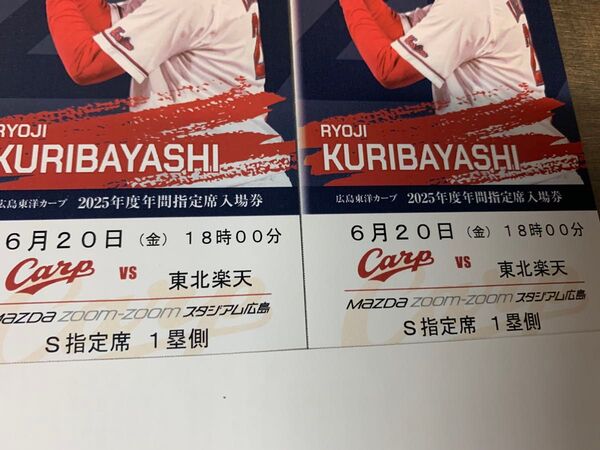 RYOJI
KURIBAYASHI
広島東洋カープ 2025年度年間指定席入場券
6月20日 (金) 18時00分
Carp VS 東北楽天
MAZDA ZOOM-ZOOM スタジアム広島
S指定席 1塁側
RYOJI
KURIBAYASHI
広島東洋カープ 2025年度年間指定席入場券
6月20日 (金) 18時00分
Carp VS 東北楽天
MAZDA ZOOM-ZOOM スタジアム広島
S指定席 1塁側